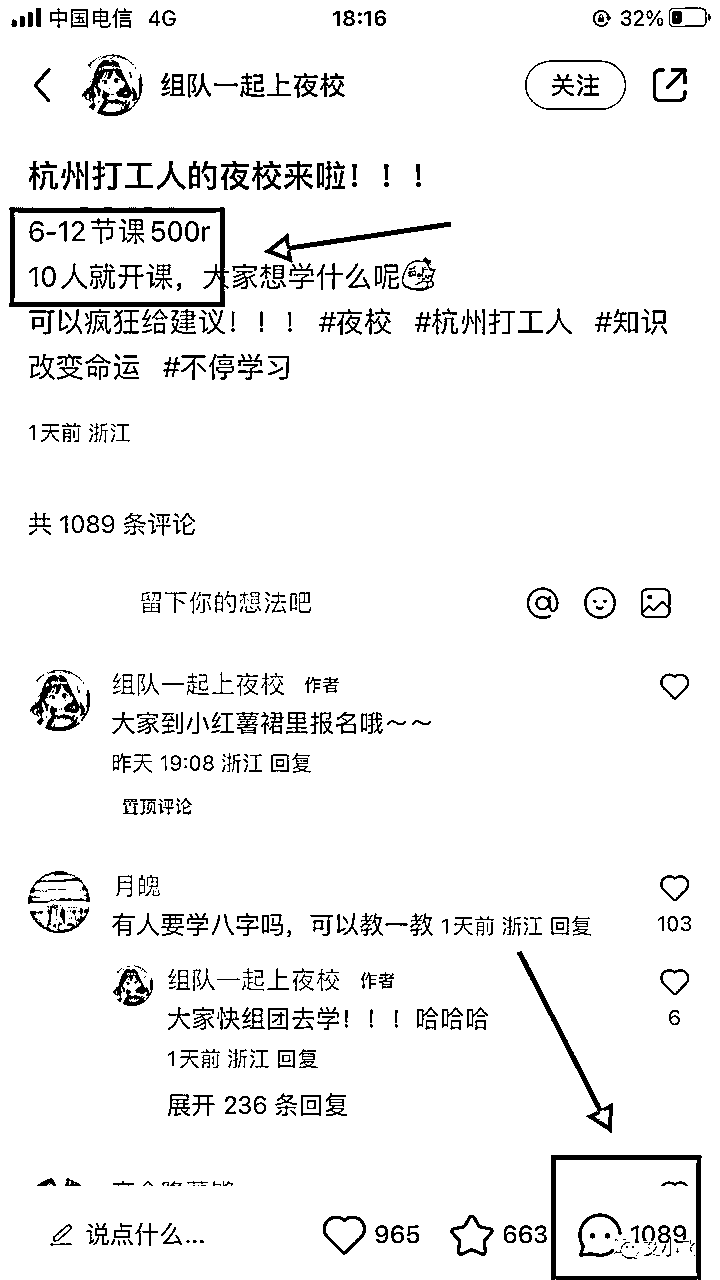 中国电信 4G 18:16 32%
组队一起上夜校 关注
杭州打工人的夜校来啦！！！
6-12节课500r
10人就开课，大家想学什么呢
可以疯狂给建议！！！ #夜校 #杭州打工人 #知识
改变命运 #不停学习
1天前 浙江
共 1089 条评论
留下你的想法吧
组队一起上夜校 作者
大家到小红薯裙里报名哦～～
昨天 19:08 浙江 回复
置顶评论
月魄
有人要学八字吗，可以教一教 1天前 浙江 回复
103
组队一起上夜校 作者
大家快组团去学！！！哈哈哈
6
1天前 浙江 回复
展开 236 条回复
说点什么... 965 663 1089